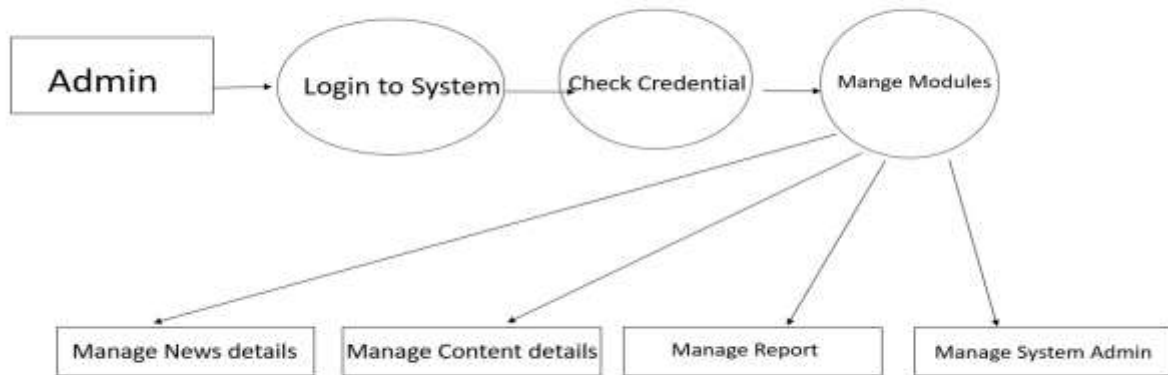 Admin
Login to System
Check Credential
Mange Modules
Manage News details
Manage Content details
Manage Report
Manage System Admin